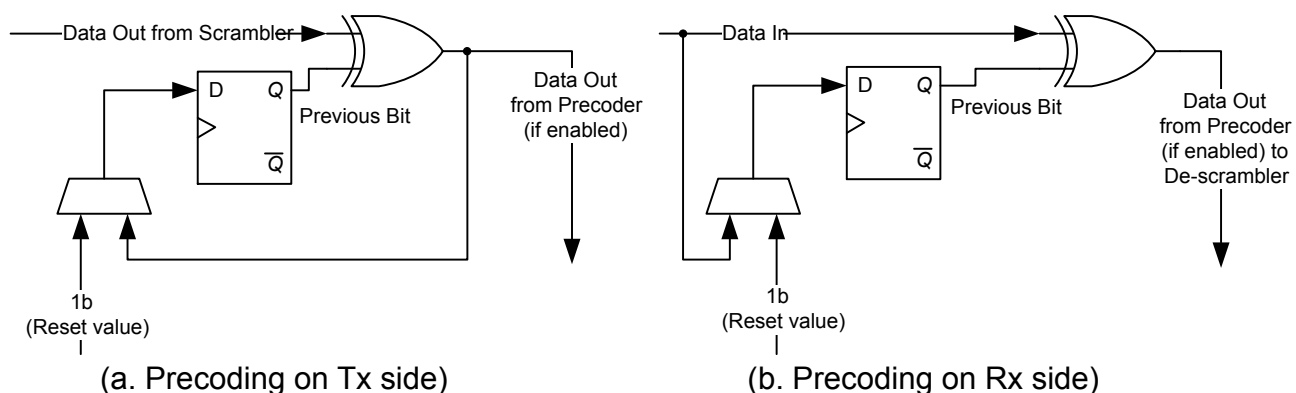 Data Out from Scrambler
D Q
Previous Bit
Q
Data Out
from Precoder
(if enabled)
1b
(Reset value)
(a. Precoding on Tx side)
Data In
D Q
Previous Bit
Q
Data Out
from Precoder
(if enabled) to
De-scrambler
1b
(Reset value)
(b. Precoding on Rx side)